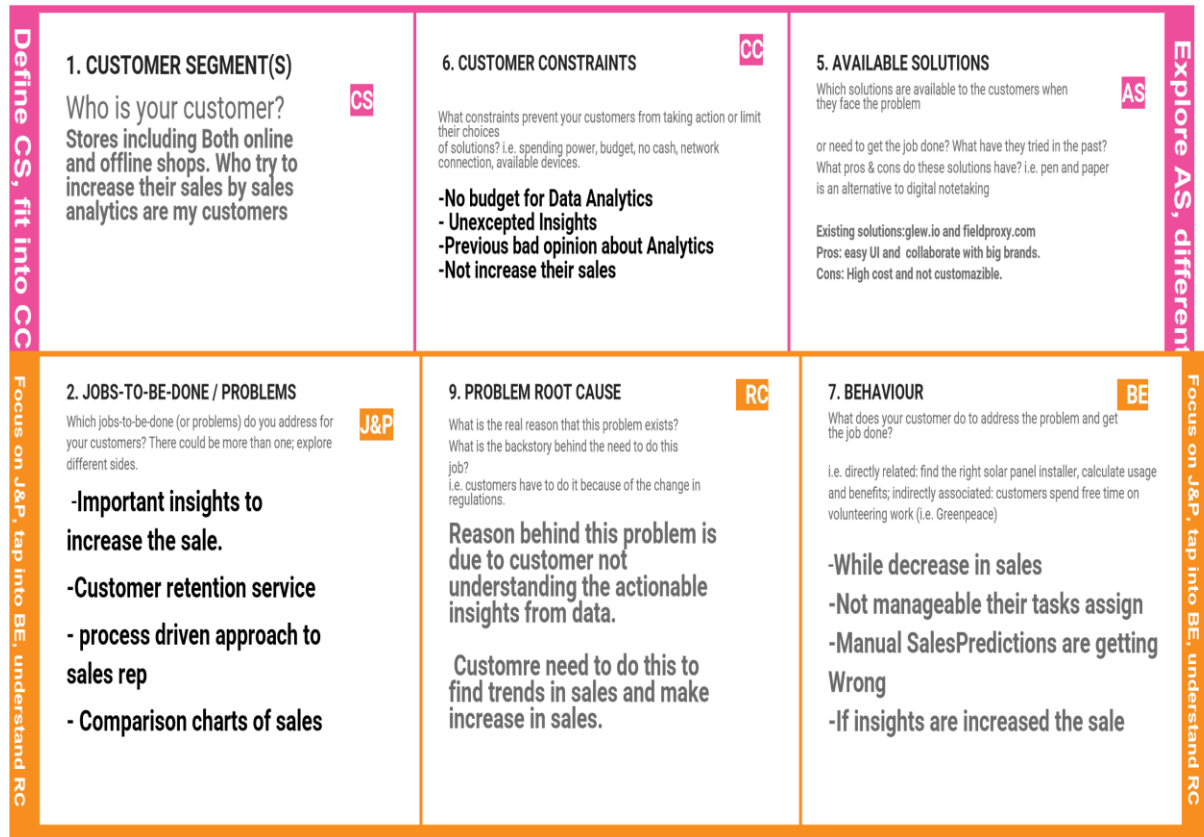 Define CS, fit into CC
1. CUSTOMER SEGMENT(S)
CS
Who is your customer?
Stores including Both online
and offline shops. Who try to
increase their sales by sales
analytics are my customers
6. CUSTOMER CONSTRAINTS
CC
What constraints prevent your customers from taking action or limit
their choices
of solutions? i.e. spending power, budget, no cash, network
connection, available devices.
-No budget for Data Analytics
- Unexcepted Insights
-Previous bad opinion about Analytics
-Not increase their sales
5. AVAILABLE SOLUTIONS
AS
Which solutions are available to the customers when
they face the problem
or need to get the job done? What have they tried in the past?
What pros & cons do these solutions have? i.e. pen and paper
is an alternative to digital notetaking
Existing solutions:glew.io and fieldproxy.com
Pros: easy UI and collaborate with big brands.
Cons: High cost and not customazible.
Explore AS, different
Focus on J&P, tap into BE, understand RC
2. JOBS-TO-BE-DONE / PROBLEMS
J&P
Which jobs-to-be-done (or problems) do you address for
your customers? There could be more than one; explore
different sides.
-Important insights to
increase the sale.
-Customer retention service
- process driven approach to
sales rep
- Comparison charts of sales
9. PROBLEM ROOT CAUSE
RC
What is the real reason that this problem exists?
What is the backstory behind the need to do this
job?
i.e. customers have to do it because of the change in
regulations.
Reason behind this problem is
due to customer not
understanding the actionable
insights from data.
Customre need to do this to
find trends in sales and make
increase in sales.
7. BEHAVIOUR
BE
What does your customer do to address the problem and get
the job done?
i.e. directly related: find the right solar panel installer, calculate usage
and benefits; indirectly associated: customers spend free time on
volunteering work (i.e. Greenpeace)
-While decrease in sales
-Not manageable their tasks assign
-Manual SalesPredictions are getting
Wrong
-If insights are increased the sale
Focus on J&P, tap into BE, understand RC